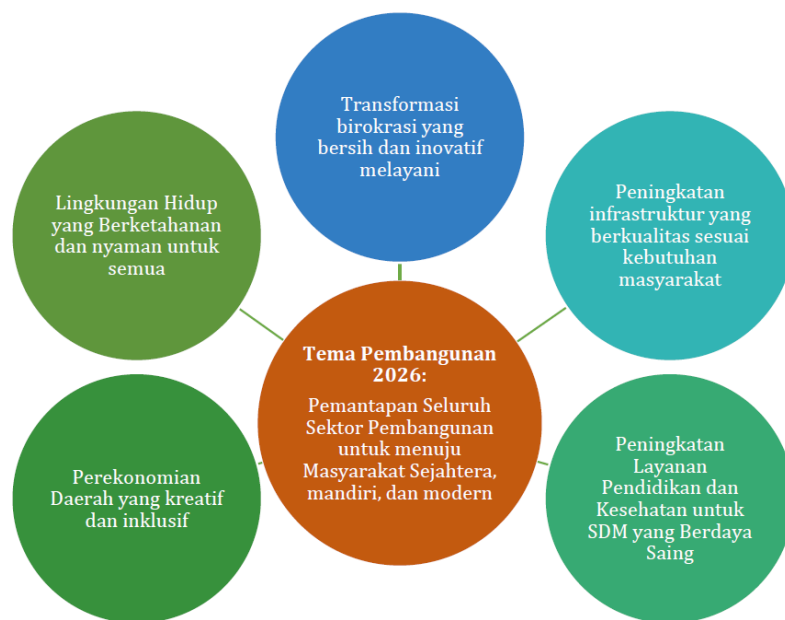 Transformasi
birokrasi yang
bersih dan inovatif
melayani
Peningkatan
infrastruktur yang
berkualitas sesuai
kebutuhan
masyarakat
Peningkatan
Layanan
Pendidikan dan
Kesehatan untuk
SDM yang Berdaya
Saing
Perekonomian
Daerah yang kreatif
dan inklusif
Lingkungan Hidup
yang Berketahanan
dan nyaman untuk
semua
Tema Pembangunan
2026:
Pemantapan Seluruh
Sektor Pembangunan
untuk menuju
Masyarakat Sejahtera,
mandiri, dan modern